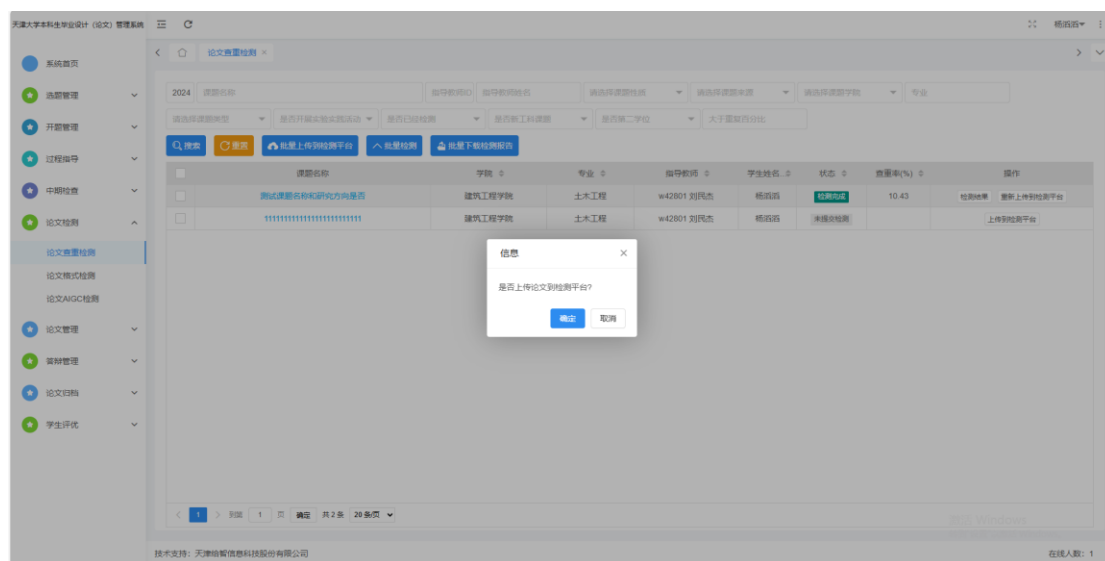 天津大学本科生毕业设计（论文）管理系统
杨滔滔
论文查重检测 ×
系统首页
选题管理
开题管理
过程指导
中期检查
论文检测
论文查重检测
论文格式检测
论文AIGC检测
论文管理
答辩管理
论文归档
学生评优
2024 课题名称 指导教师ID 指导教师姓名 请选择课题性质 请选择课题来源 请选择课题学院 专业
请选择课题类型 是否开展实验实践活动 是否已经检测 是否新工科课题 是否第二学位 大于重复百分比
搜索 重置 批量上传到检测平台 批量检测 批量下载检测报告
课题名称 学院 专业 指导教师 学生姓名 状态 查重率(%) 操作
测试课题名称和研究方向是否 建筑工程学院 土木工程 w42801 刘民杰 杨滔滔 检测完成 10.43 检测结果 重新上传到检测平台
11111111111111111111111 建筑工程学院 土木工程 w42801 刘民杰 杨滔滔 未提交检测 上传到检测平台
信息 ×
是否上传论文到检测平台?
确定 取消
1 到第 1 页 确定 共 2 条 20 条/页
激活 Windows
技术支持：天津恰智信息科技股份有限公司 在线人数：1